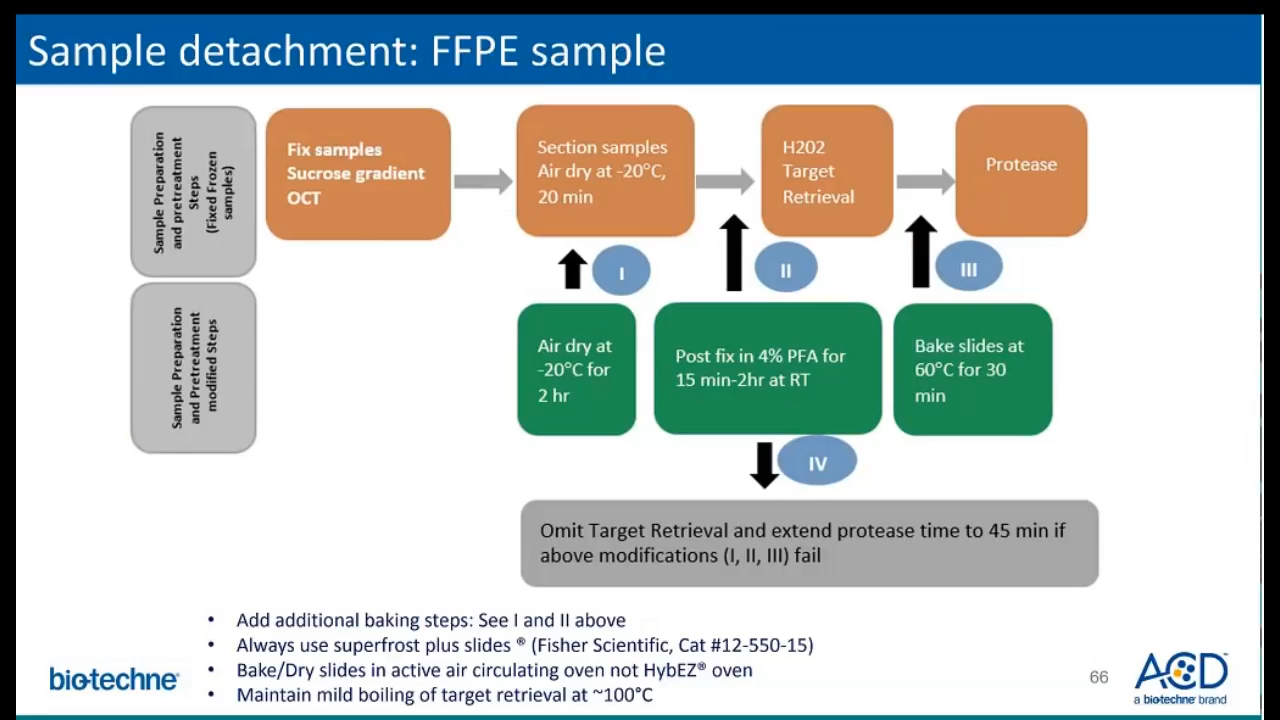 Sample detachment: FFPE sample
Sample Preparation
and pretreatment
Steps
(Fixed Frozen
samples)
Fix samples
Sucrose gradient
OCT
Section samples
Air dry at -20°C,
20 min
H202
Target
Retrieval
Protease
I
II
III
Sample Preparation
and Pretreatment
modified Steps
Air dry at
-20°C for
2 hr
Post fix in 4% PFA for
15 min-2hr at RT
Bake slides at
60°C for 30
min
IV
Omit Target Retrieval and extend protease time to 45 min if
above modifications (I, II, III) fail
• Add additional baking steps: See I and II above
• Always use superfrost plus slides ® (Fisher Scientific, Cat #12-550-15)
• Bake/Dry slides in active air circulating oven not HybEZ® oven
• Maintain mild boiling of target retrieval at ~100°C
bio-techne®
66
ACD
a biotechne brand